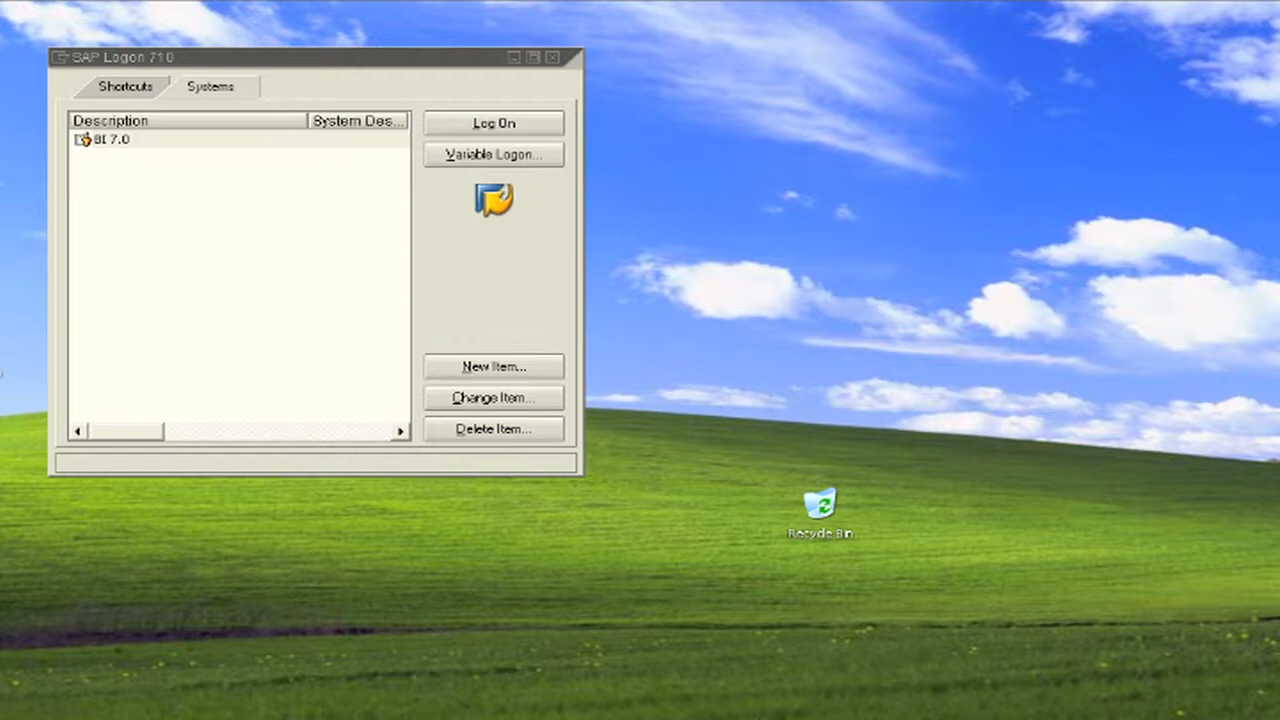 SAP Logon 710
Shortcuts Systems
Description System Des...
BI 7.0
Log On
Variable Logon...
New Item...
Change Item...
Delete Item...
Recycle Bin